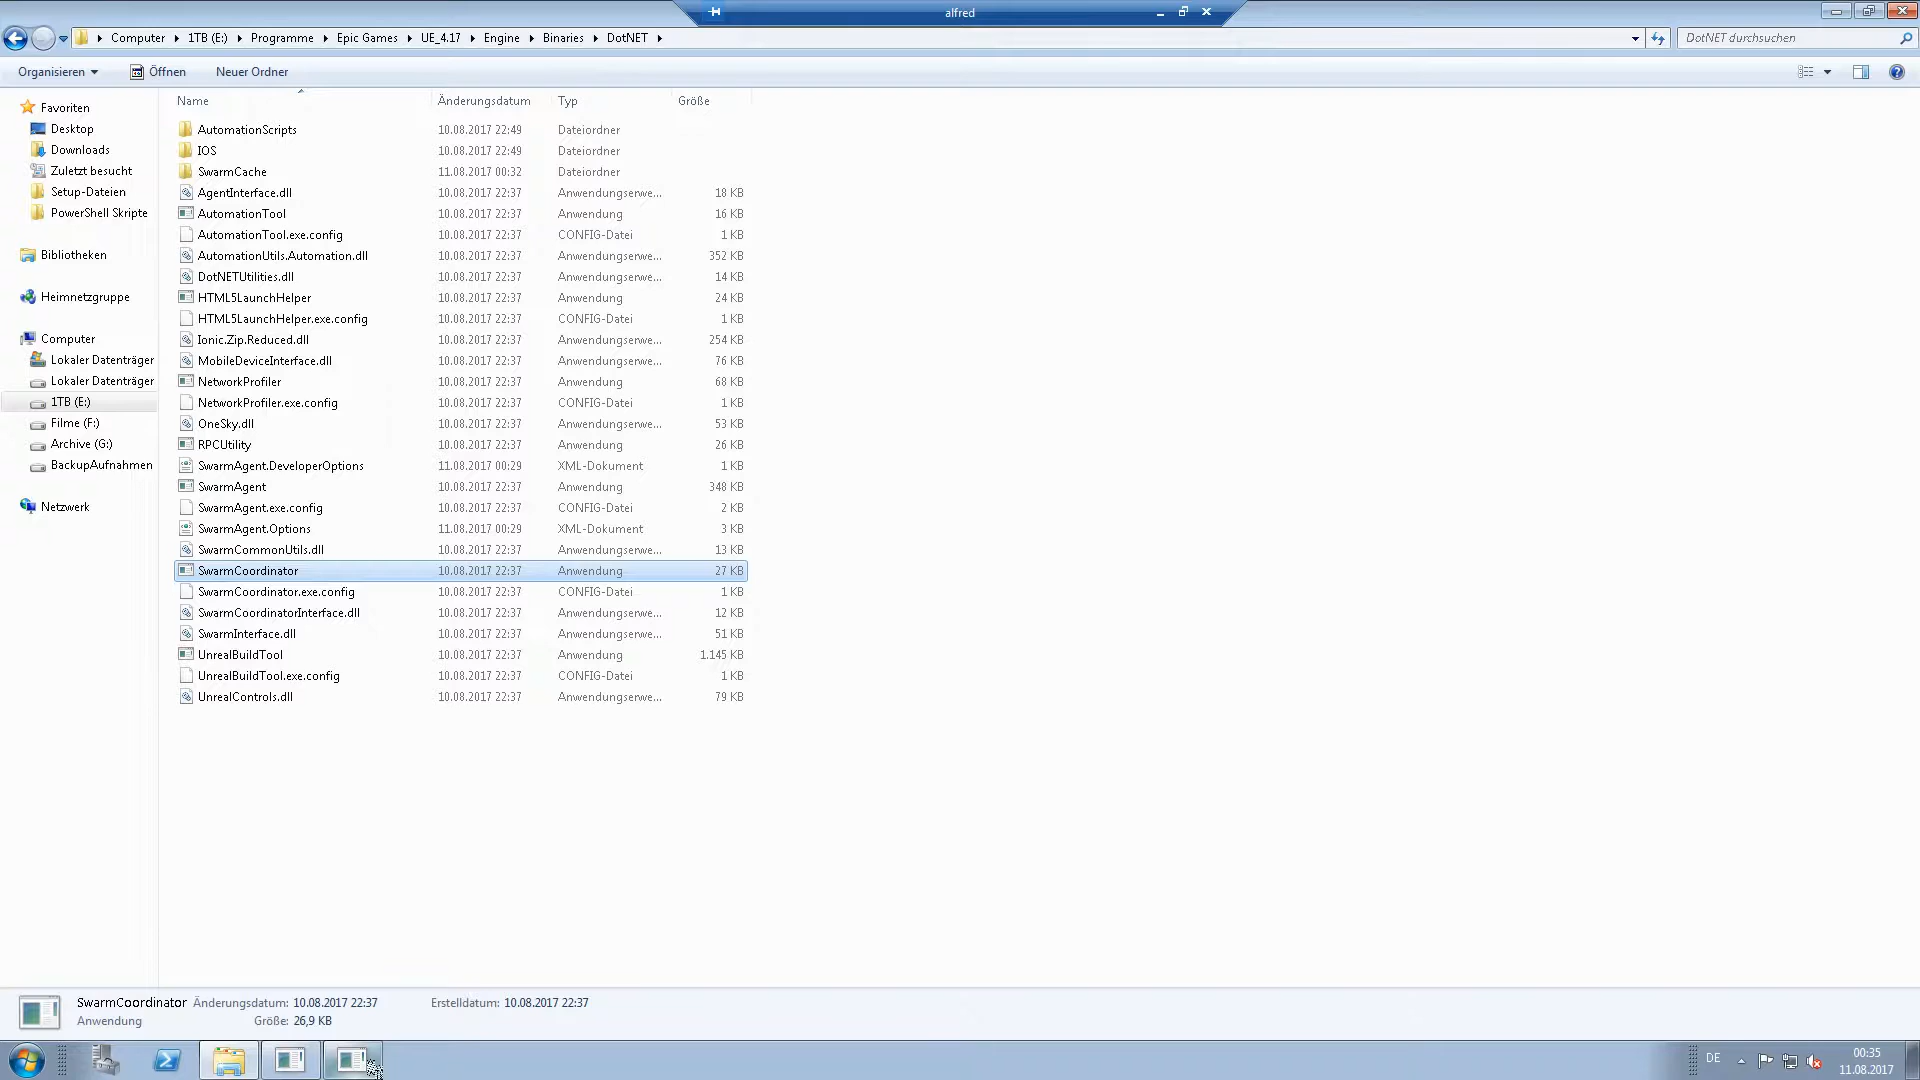 alfred
Computer 1TB (E:) Programme Epic Games UE_4.17 Engine Binaries DotNET
DotNET durchsuchen
Organisieren Öffnen Neuer Ordner
Name Änderungsdatum Typ Größe
Favoriten
Desktop
Downloads
Zuletzt besucht
Setup-Dateien
PowerShell Skripte
Bibliotheken
Heimnetzgruppe
Computer
Lokaler Datenträger
Lokaler Datenträger
1TB (E:)
Filme (F:)
Archive (G:)
BackupAufnahmen
Netzwerk
AutomationScripts 10.08.2017 22:49 Dateiordner
IOS 10.08.2017 22:49 Dateiordner
SwarmCache 11.08.2017 00:32 Dateiordner
AgentInterface.dll 10.08.2017 22:37 Anwendungserwe... 18 KB
AutomationTool 10.08.2017 22:37 Anwendung 16 KB
AutomationTool.exe.config 10.08.2017 22:37 CONFIG-Datei 1 KB
AutomationUtils.Automation.dll 10.08.2017 22:37 Anwendungserwe... 352 KB
DotNETUtilities.dll 10.08.2017 22:37 Anwendungserwe... 14 KB
HTML5LaunchHelper 10.08.2017 22:37 Anwendung 24 KB
HTML5LaunchHelper.exe.config 10.08.2017 22:37 CONFIG-Datei 1 KB
Ionic.Zip.Reduced.dll 10.08.2017 22:37 Anwendungserwe... 254 KB
MobileDeviceInterface.dll 10.08.2017 22:37 Anwendungserwe... 76 KB
NetworkProfiler 10.08.2017 22:37 Anwendung 68 KB
NetworkProfiler.exe.config 10.08.2017 22:37 CONFIG-Datei 1 KB
OneSky.dll 10.08.2017 22:37 Anwendungserwe... 53 KB
RPCUtility 10.08.2017 22:37 Anwendung 26 KB
SwarmAgent.DeveloperOptions 11.08.2017 00:29 XML-Dokument 1 KB
SwarmAgent 10.08.2017 22:37 Anwendung 348 KB
SwarmAgent.exe.config 10.08.2017 22:37 CONFIG-Datei 2 KB
SwarmAgent.Options 11.08.2017 00:29 XML-Dokument 3 KB
SwarmCommonUtils.dll 10.08.2017 22:37 Anwendungserwe... 13 KB
SwarmCoordinator 10.08.2017 22:37 Anwendung 27 KB
SwarmCoordinator.exe.config 10.08.2017 22:37 CONFIG-Datei 1 KB
SwarmCoordinatorInterface.dll 10.08.2017 22:37 Anwendungserwe... 12 KB
SwarmInterface.dll 10.08.2017 22:37 Anwendungserwe... 51 KB
UnrealBuildTool 10.08.2017 22:37 Anwendung 1.145 KB
UnrealBuildTool.exe.config 10.08.2017 22:37 CONFIG-Datei 1 KB
UnrealControls.dll 10.08.2017 22:37 Anwendungserwe... 79 KB
SwarmCoordinator Änderungsdatum: 10.08.2017 22:37 Erstelldatum: 10.08.2017 22:37
Anwendung Größe: 26,9 KB
DE
00:35
11.08.2017